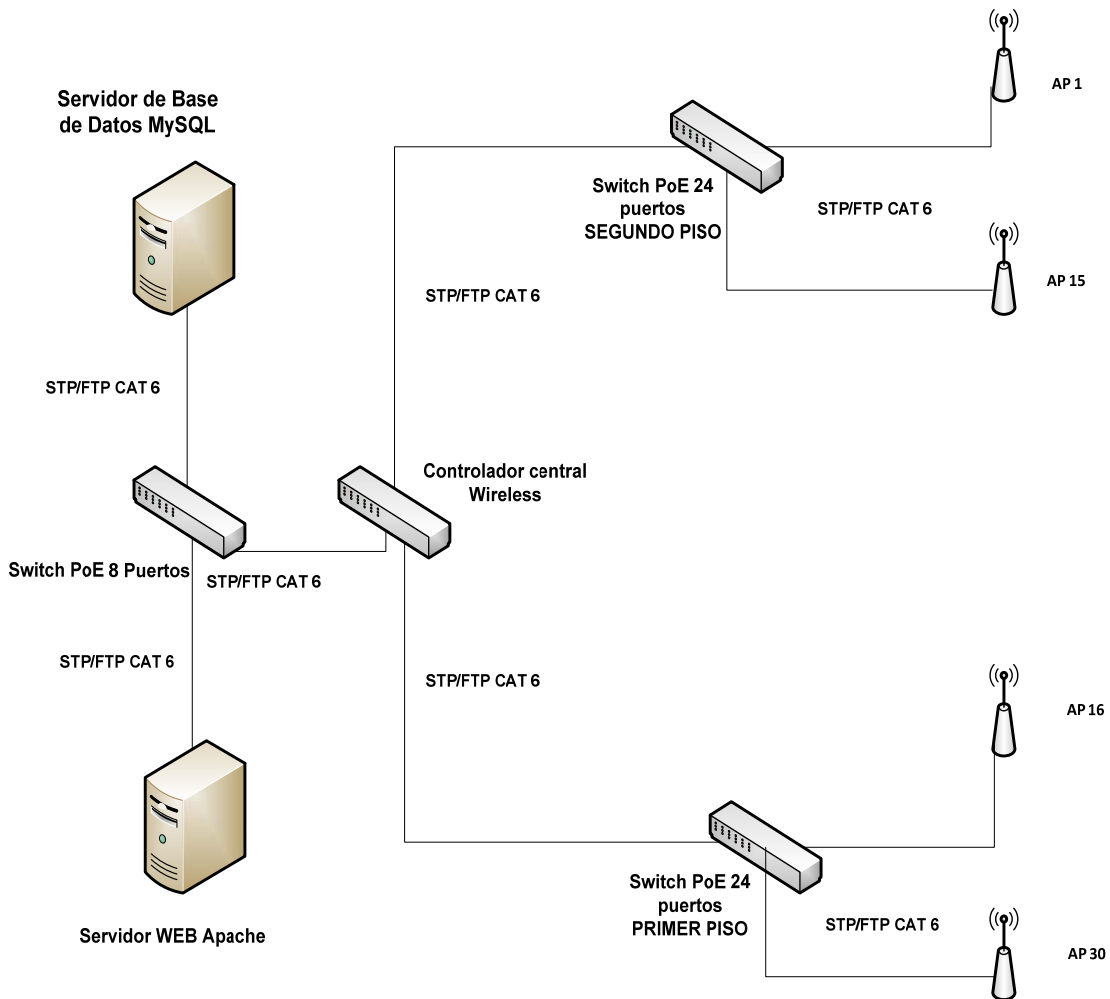 AP 1
Servidor de Base
de Datos MySQL
Switch PoE 24
puertos
SEGUNDO PISO
STP/FTP CAT 6
AP 15
STP/FTP CAT 6
STP/FTP CAT 6
Controlador central
Wireless
Switch PoE 8 Puertos
STP/FTP CAT 6
STP/FTP CAT 6
STP/FTP CAT 6
AP 16
Switch PoE 24
puertos
PRIMER PISO
STP/FTP CAT 6
Servidor WEB Apache
AP 30